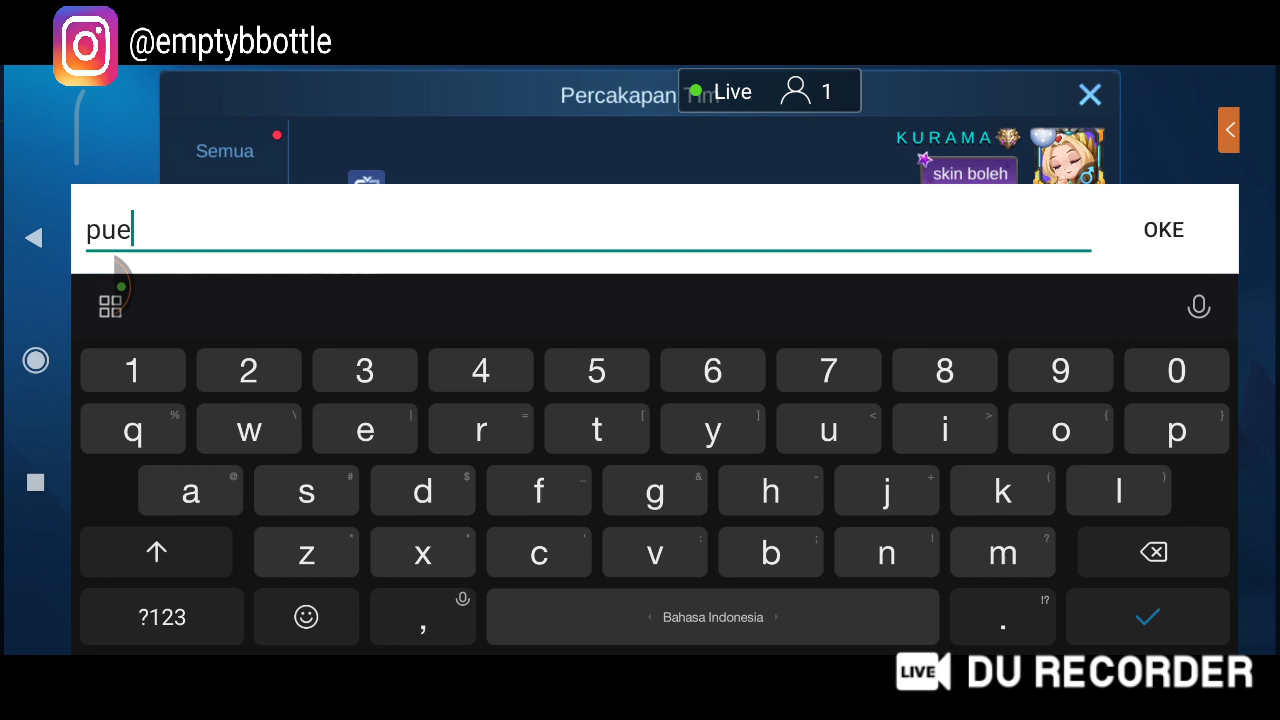 @emptybbottle
Percakapan Tim
Live 1
KURAMA
Semua
skin boleh
pue
OKE
1 2 3 4 5 6 7 8 9 0
q % w \ e | r = t [ y ] u < i > o { p }
a @ s # d $ f _ g & h - j + k ( l )
z * x " c ' v : b ; n ! m ?
?123 , Bahasa Indonesia . !?
LIVE DU RECORDER